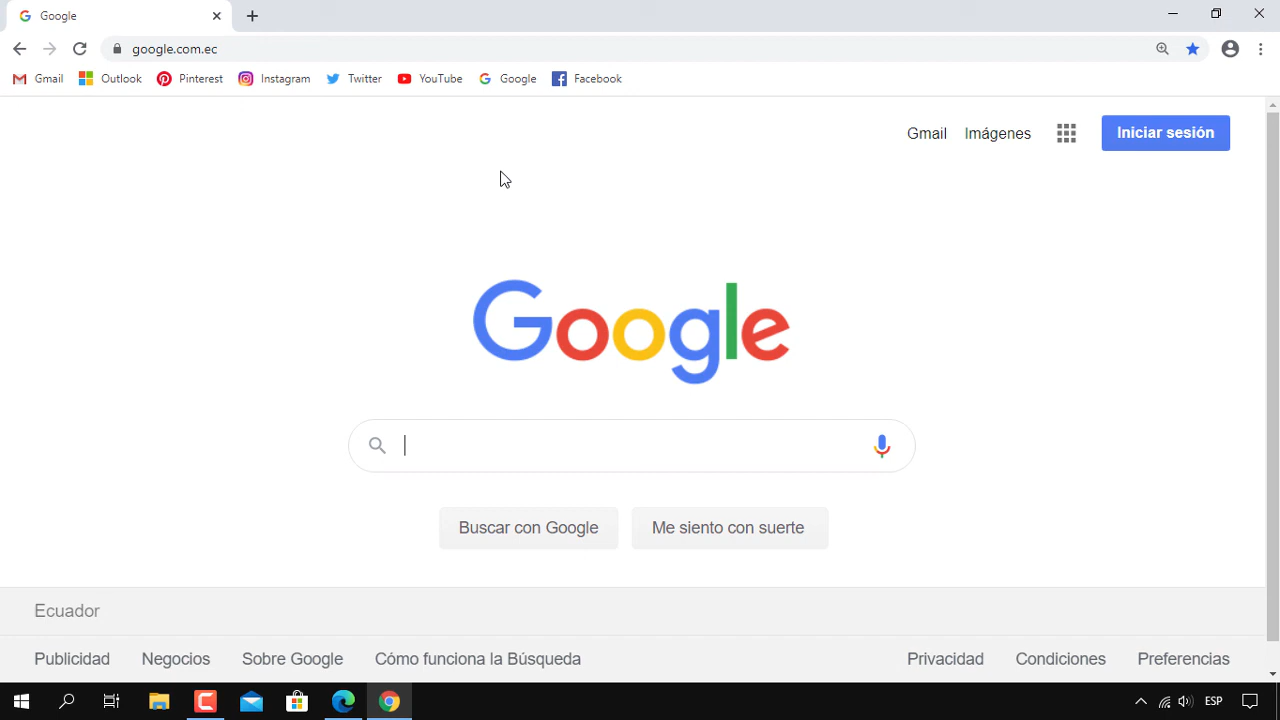 Google
google.com.ec
Gmail Outlook Pinterest Instagram Twitter YouTube Google Facebook
Gmail Imágenes Iniciar sesión
Google
Buscar con Google Me siento con suerte
Ecuador
Publicidad Negocios Sobre Google Cómo funciona la Búsqueda Privacidad Condiciones Preferencias
ESP